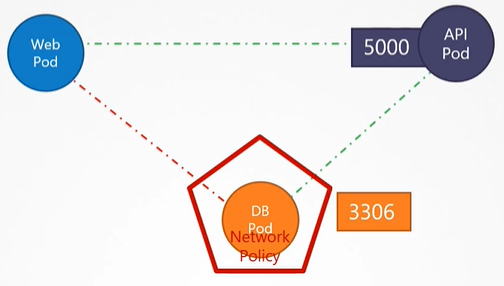 Web
Pod
5000
API
Pod
DB
Pod
Network
Policy
3306